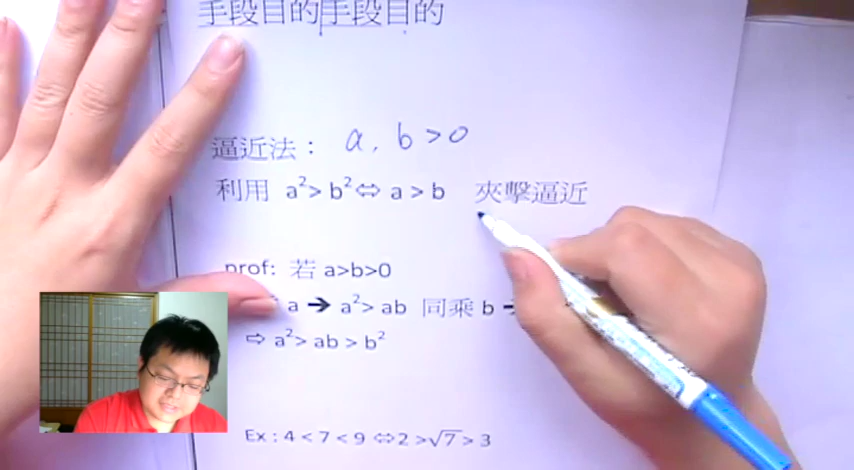 手段目的手段目的
逼近法： a, b > 0
利用 a²> b² ⇔ a > b 夾擊逼近
prof: 若 a>b>0
a ➔ a²> ab 同乘 b
⇨ a²> ab > b²
Ex : 4 < 7 < 9 ⇔ 2 >√7 > 3